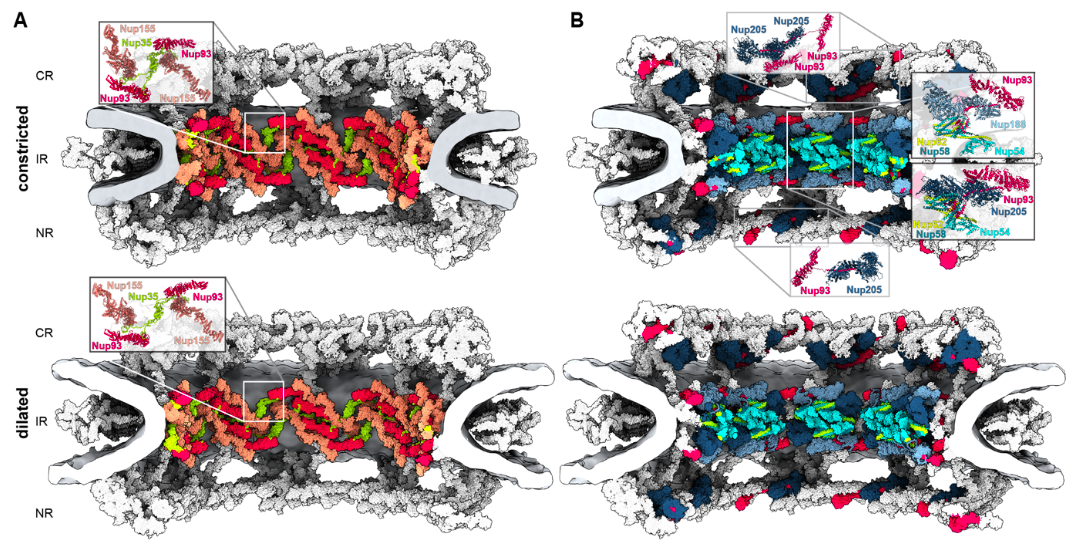 A
Nup155
Nup35
Nup93
Nup93
Nup155
CR
IR
NR
constricted
B
Nup205
Nup205
Nup93
Nup93
Nup93
Nup188
Nup62
Nup58
Nup54
Nup93
Nup205
Nup62
Nup58
Nup54
Nup93
Nup205
Nup155
Nup35
Nup93
Nup93
Nup155
CR
IR
NR
dilated